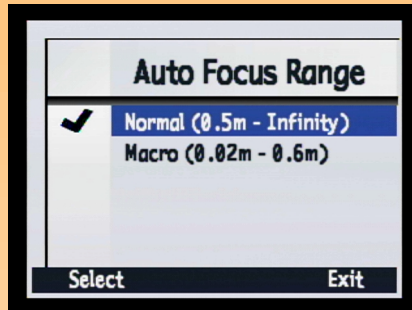 Auto Focus Range
Normal (0.5m - Infinity)
Macro (0.02m - 0.6m)
Select Exit